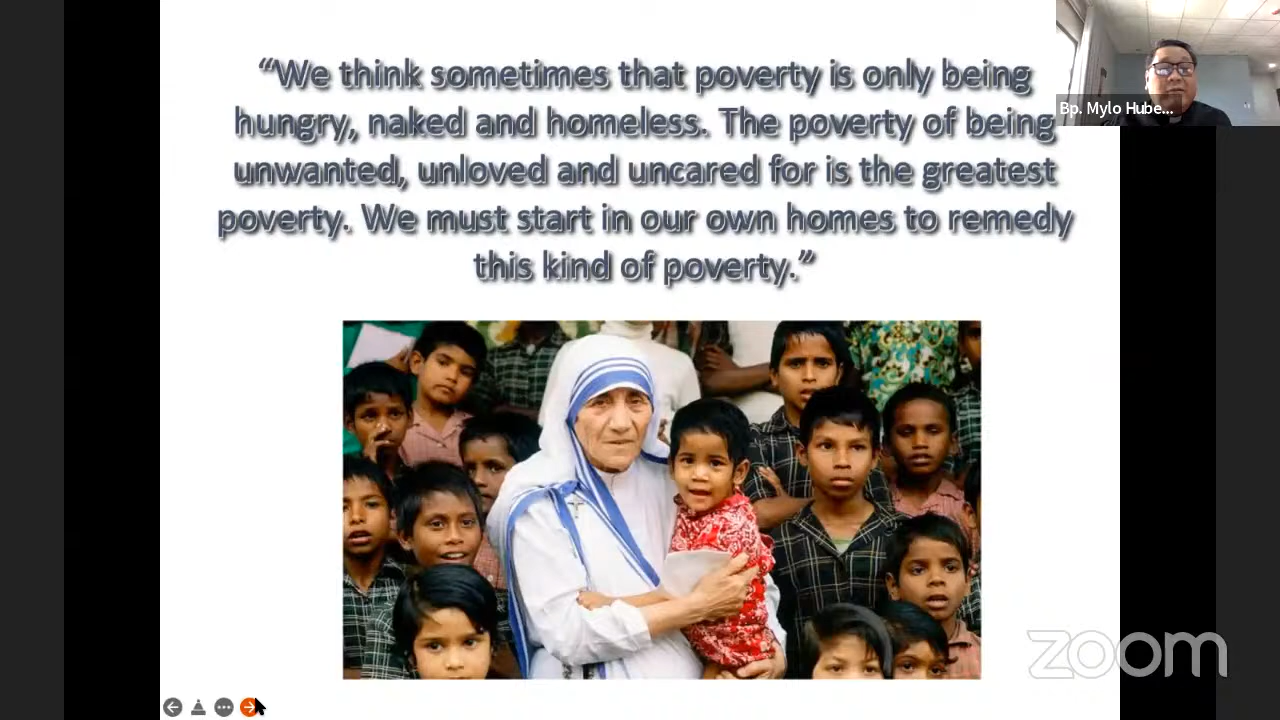 “We think sometimes that poverty is only being
hungry, naked and homeless. The poverty of being
unwanted, unloved and uncared for is the greatest
poverty. We must start in our own homes to remedy
this kind of poverty.”
Bp. Mylo Hube...
zoom